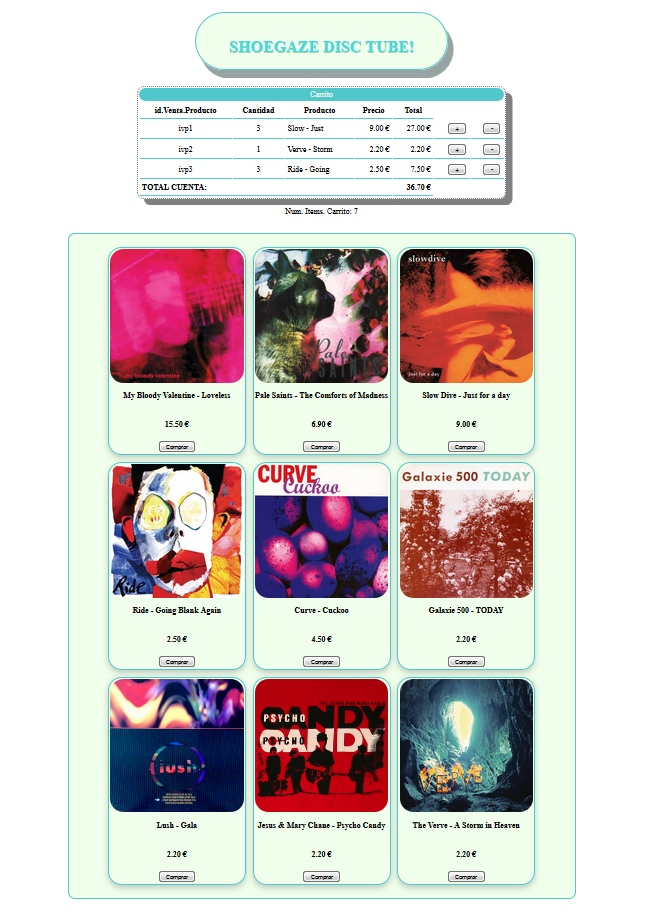 SHOEGAZE DISC TUBE!
Carrito
id.Venta.Producto Cantidad Producto Precio Total
ivp1 3 Slow - Just 9.00 € 27.00 € + -
ivp2 1 Verve - Storm 2.20 € 2.20 € + -
ivp3 3 Ride - Going 2.50 € 7.50 € + -
TOTAL CUENTA: 36.70 €
Num. Items. Carrito: 7
my bloody valentine
Pale
SAINTS
slowdive
just for a day
My Bloody Valentine - Loveless
Pale Saints - The Comforts of Madness
Slow Dive - Just for a day
15.50 €
6.90 €
9.00 €
Comprar
Comprar
Comprar
Ride
CURVE
Cuckoo
Galaxie 500 TODAY
Ride - Going Blank Again
Curve - Cuckoo
Galaxie 500 - TODAY
2.50 €
4.50 €
2.20 €
Comprar
Comprar
Comprar
lush
THE JESUS AND MARY CHAIN
PSYCHO CANDY
PSYCHO CANDY
VERVE
Lush - Gala
Jesus & Mary Chane - Psycho Candy
The Verve - A Storm in Heaven
2.20 €
2.20 €
2.20 €
Comprar
Comprar
Comprar